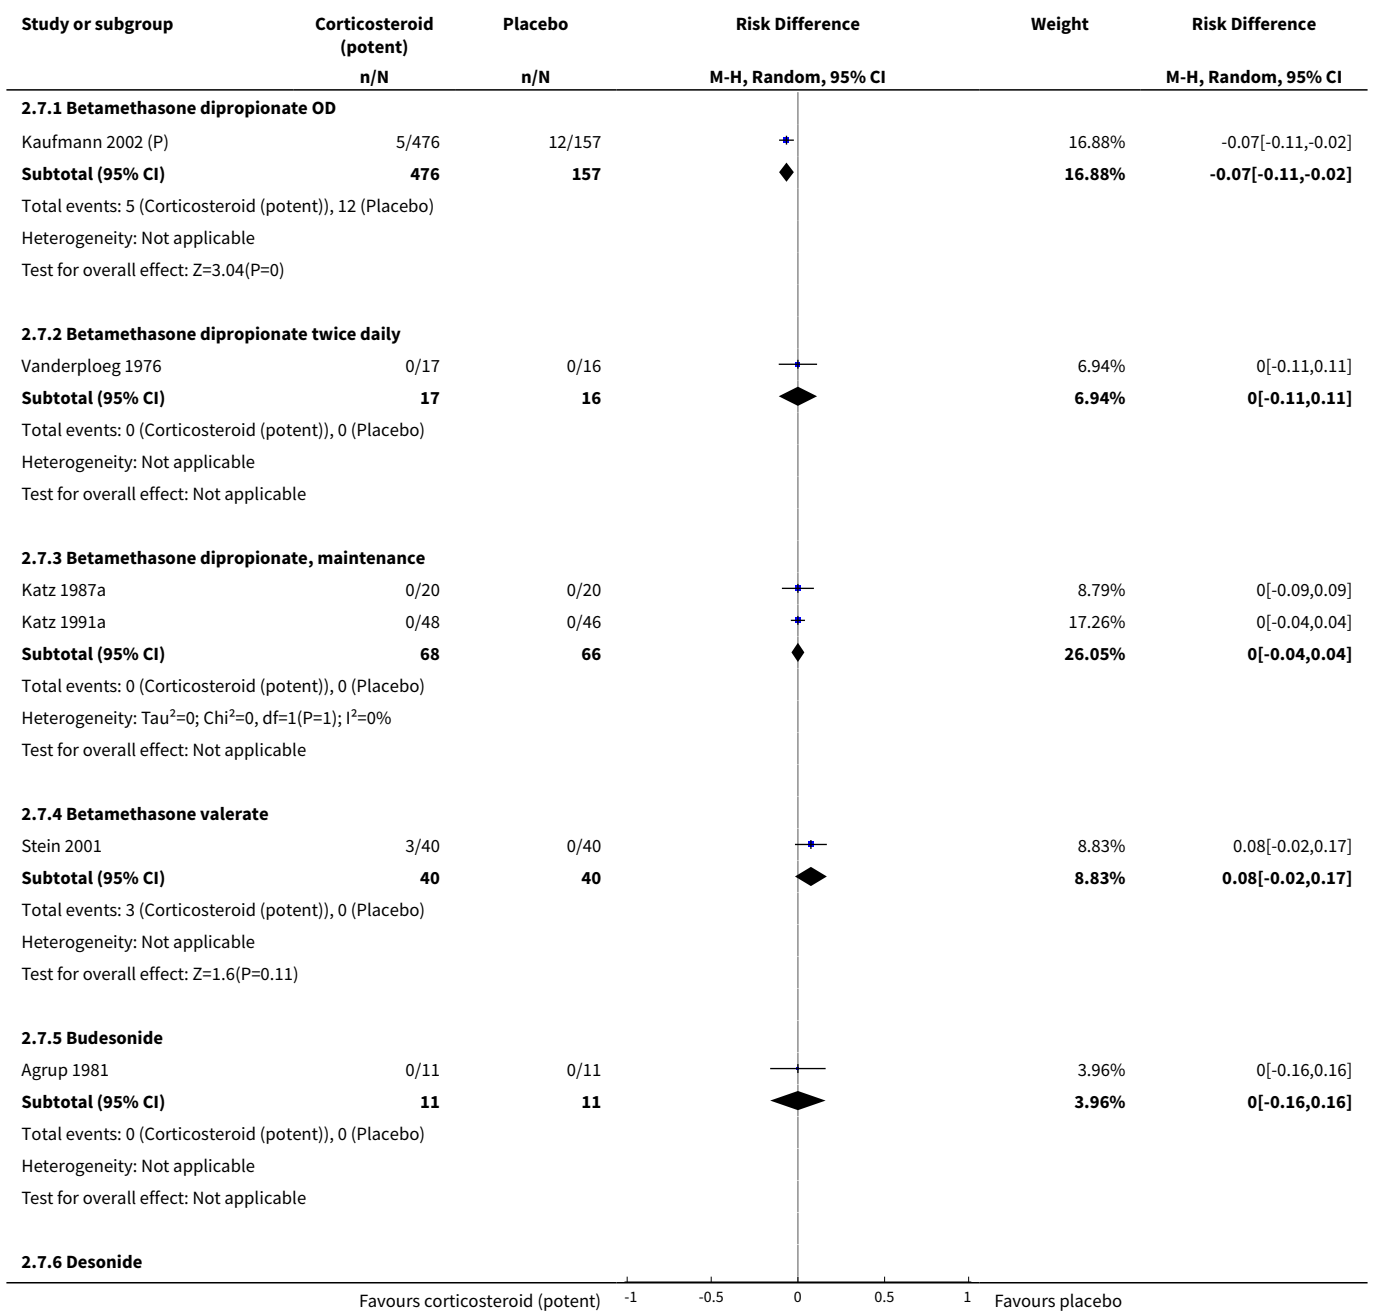 Study or subgroup Corticosteroid Placebo Risk Difference Weight Risk Difference
(potent)
n/N n/N M-H, Random, 95% CI M-H, Random, 95% CI
2.7.1 Betamethasone dipropionate OD
Kaufmann 2002 (P) 5/476 12/157 16.88% -0.07[-0.11,-0.02]
Subtotal (95% CI) 476 157 16.88% -0.07[-0.11,-0.02]
Total events: 5 (Corticosteroid (potent)), 12 (Placebo)
Heterogeneity: Not applicable
Test for overall effect: Z=3.04(P=0)
2.7.2 Betamethasone dipropionate twice daily
Vanderploeg 1976 0/17 0/16 6.94% 0[-0.11,0.11]
Subtotal (95% CI) 17 16 6.94% 0[-0.11,0.11]
Total events: 0 (Corticosteroid (potent)), 0 (Placebo)
Heterogeneity: Not applicable
Test for overall effect: Not applicable
2.7.3 Betamethasone dipropionate, maintenance
Katz 1987a 0/20 0/20 8.79% 0[-0.09,0.09]
Katz 1991a 0/48 0/46 17.26% 0[-0.04,0.04]
Subtotal (95% CI) 68 66 26.05% 0[-0.04,0.04]
Total events: 0 (Corticosteroid (potent)), 0 (Placebo)
Heterogeneity: Tau²=0; Chi²=0, df=1(P=1); I²=0%
Test for overall effect: Not applicable
2.7.4 Betamethasone valerate
Stein 2001 3/40 0/40 8.83% 0.08[-0.02,0.17]
Subtotal (95% CI) 40 40 8.83% 0.08[-0.02,0.17]
Total events: 3 (Corticosteroid (potent)), 0 (Placebo)
Heterogeneity: Not applicable
Test for overall effect: Z=1.6(P=0.11)
2.7.5 Budesonide
Agrup 1981 0/11 0/11 3.96% 0[-0.16,0.16]
Subtotal (95% CI) 11 11 3.96% 0[-0.16,0.16]
Total events: 0 (Corticosteroid (potent)), 0 (Placebo)
Heterogeneity: Not applicable
Test for overall effect: Not applicable
2.7.6 Desonide
Favours corticosteroid (potent) -1 -0.5 0 0.5 1 Favours placebo